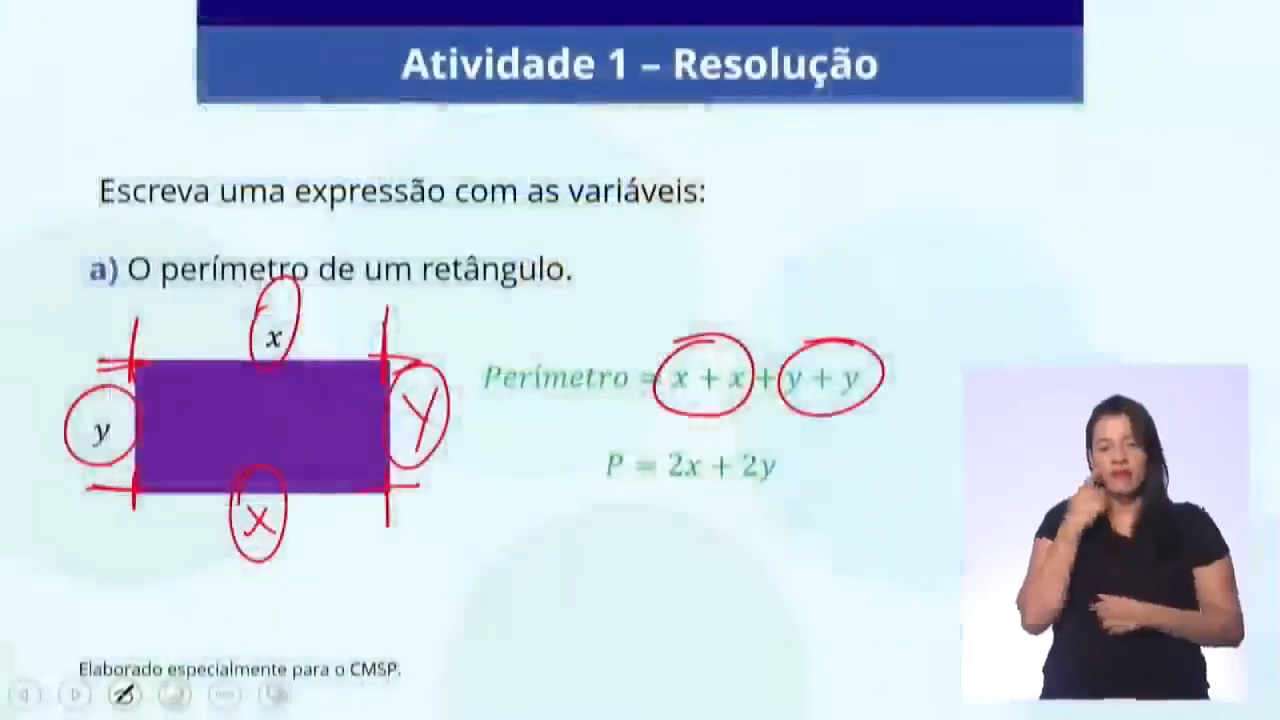 Atividade 1 – Resolução
Escreva uma expressão com as variáveis:
a) O perímetro de um retângulo.
x
y
Y
X
Perímetro = x + x + y + y
P = 2x + 2y
Elaborado especialmente para o CMSP.